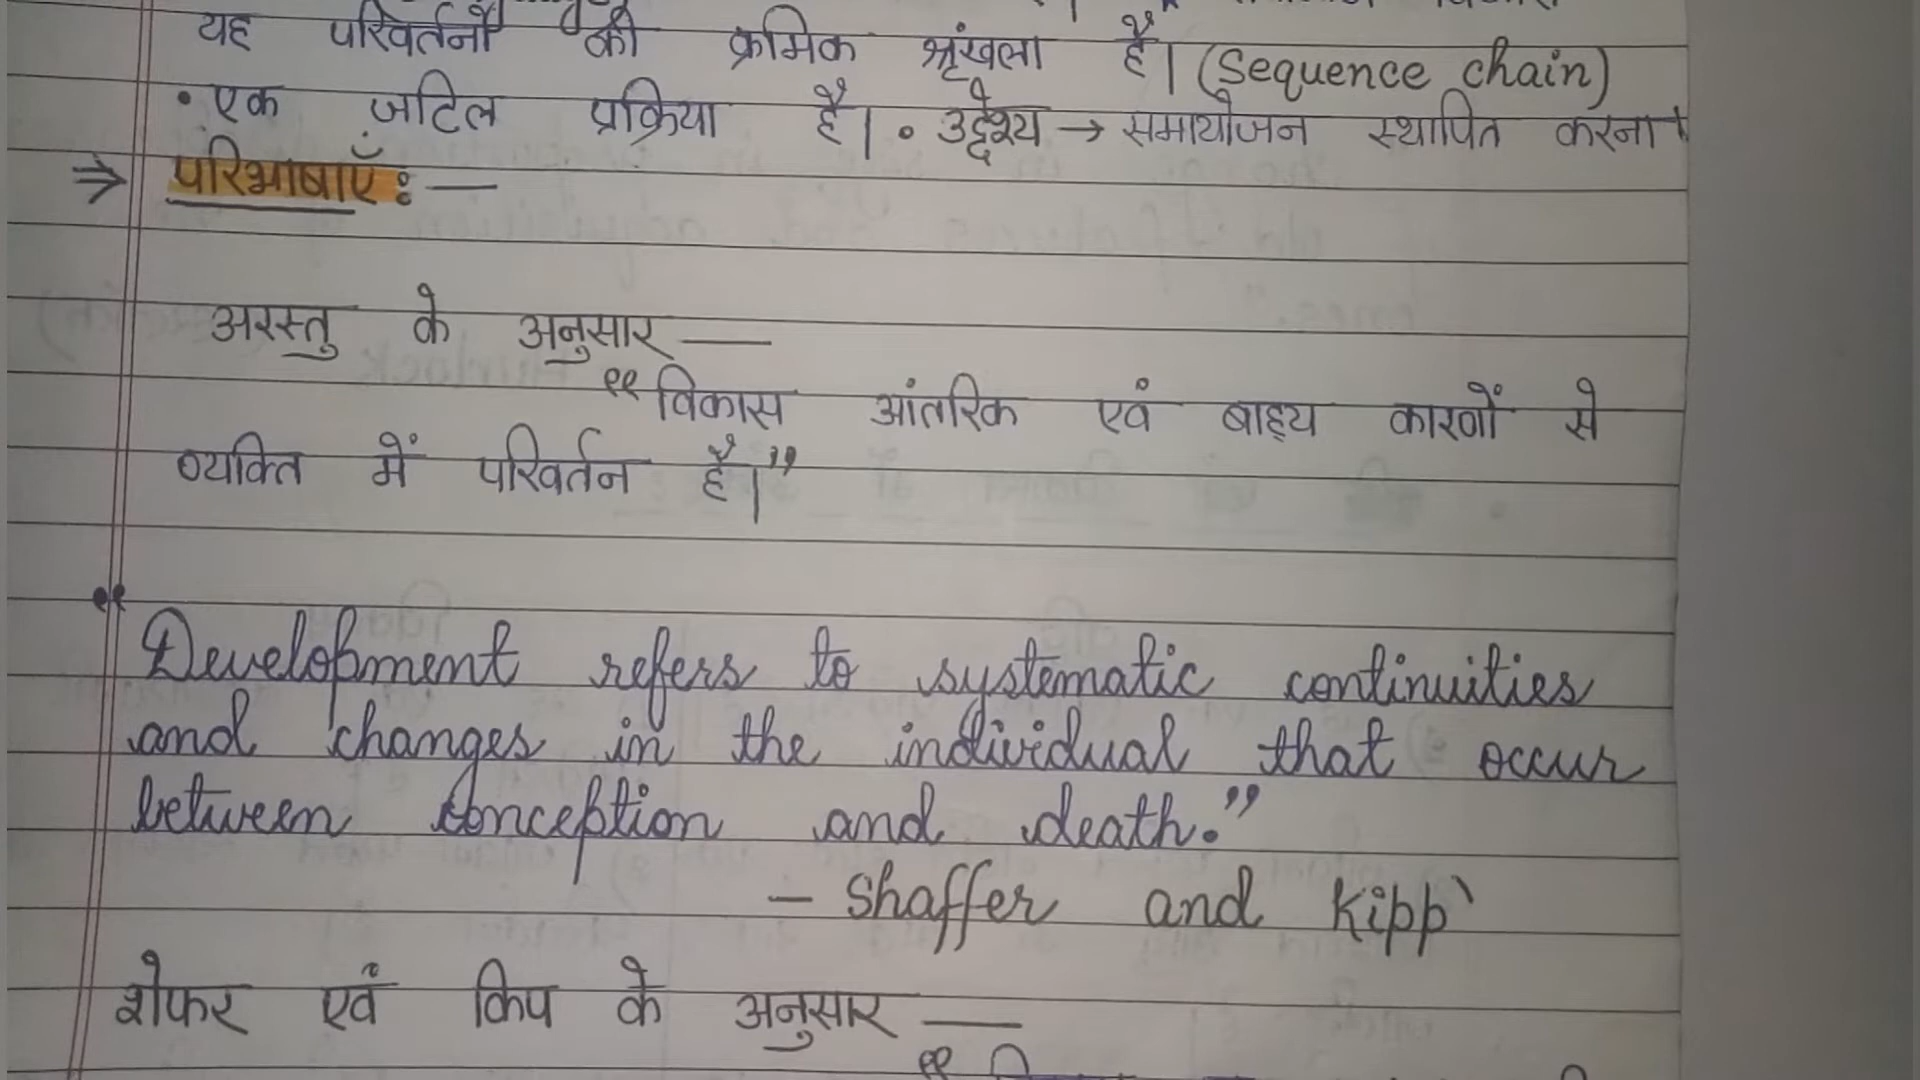 यह परिवर्तनों की क्रमिक श्रृंखला है। (Sequence chain)
• एक जटिल प्रक्रिया है। • उद्देश्य → समायोजन स्थापित करना।
⇒ परिभाषाएँ :—
अरस्तु के अनुसार —
“विकास आंतरिक एवं बाह्य कारणों से
व्यक्ति में परिवर्तन है।”
“Development refers to systematic continuities
and changes in the individual that occur
between conception and death.”
— Shaffer and Kipp
शेफर एवं किप के अनुसार —